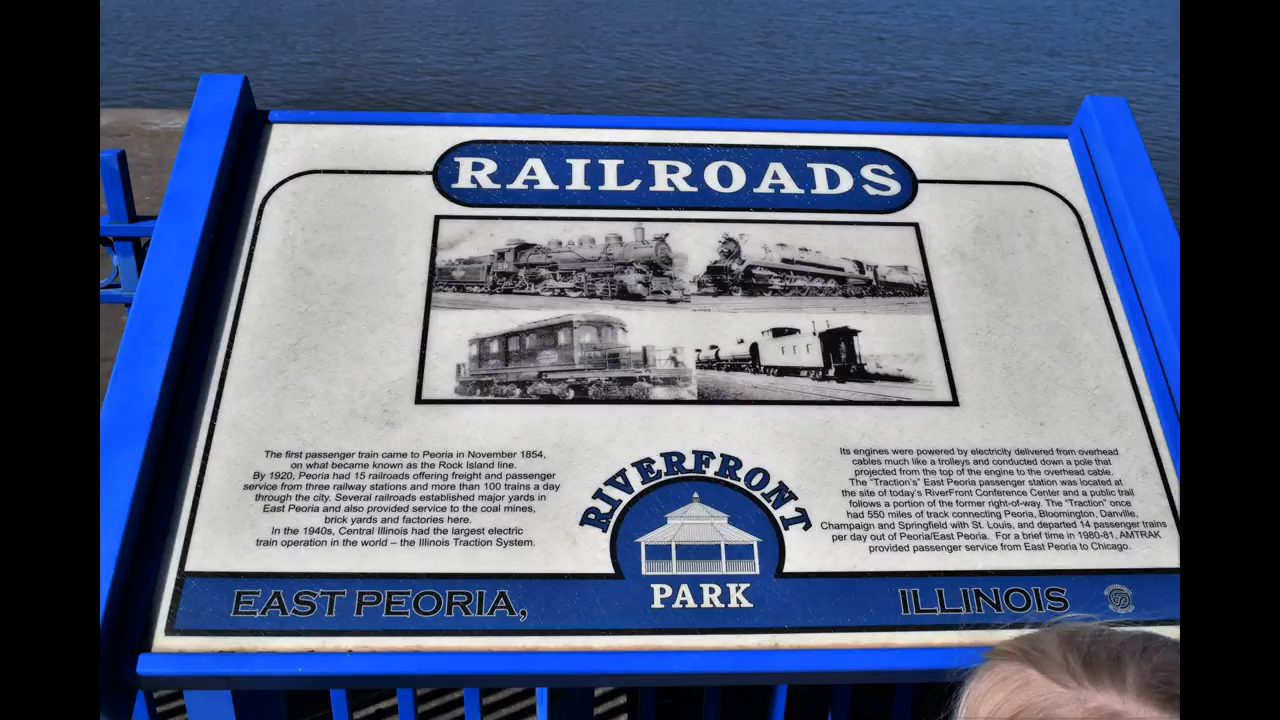 RAILROADS
The first passenger train came to Peoria in November 1854,
on what became known as the Rock Island line.
By 1920, Peoria had 15 railroads offering freight and passenger
service from three railway stations and more than 100 trains a day
through the city. Several railroads established major yards in
East Peoria and also provided service to the coal mines,
brick yards and factories here.
In the 1940s, Central Illinois had the largest electric
train operation in the world – the Illinois Traction System.
RIVERFRONT
PARK
Its engines were powered by electricity delivered from overhead
cables much like a trolleys and conducted down a pole that
projected from the top of the engine to the overhead cable.
The "Traction's" East Peoria passenger station was located at
the site of today's RiverFront Conference Center and a public trail
follows a portion of the former right-of-way. The "Traction" once
had 550 miles of track connecting Peoria, Bloomington, Danville,
Champaign and Springfield with St. Louis, and departed 14 passenger trains
per day out of Peoria/East Peoria. For a brief time in 1980-81, AMTRAK
provided passenger service from East Peoria to Chicago.
EAST PEORIA, ILLINOIS